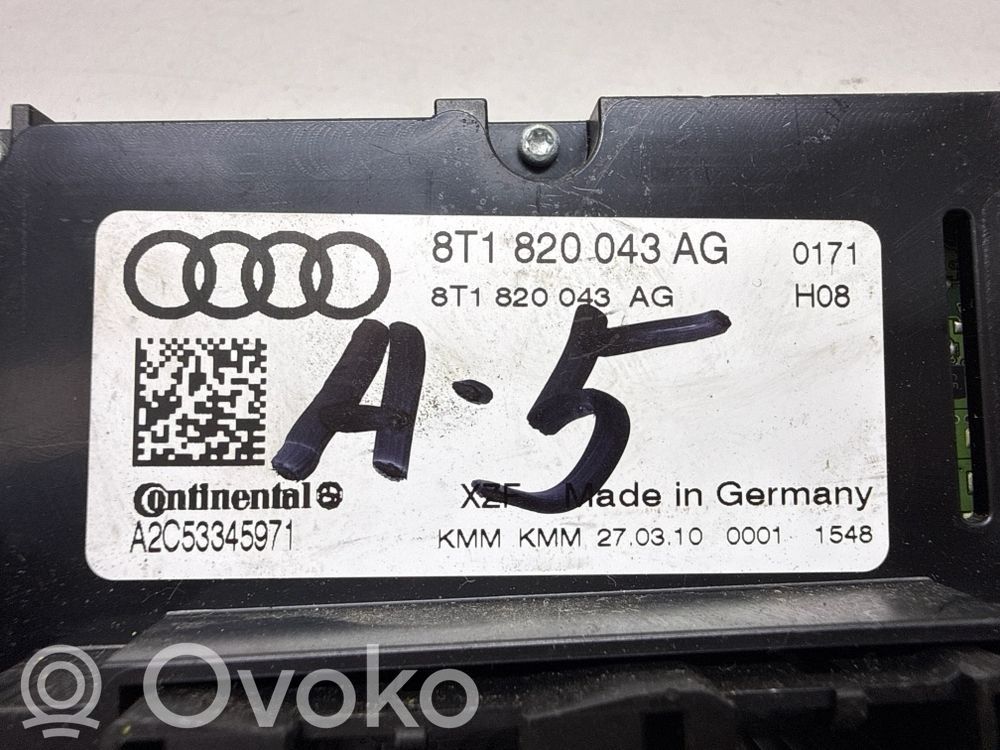 8T1 820 043 AG 0171
8T1 820 043 AG H08
A-5
Continental
XZF Made in Germany
A2C53345971
KMM KMM 27.03.10 0001 1548
Ovoko